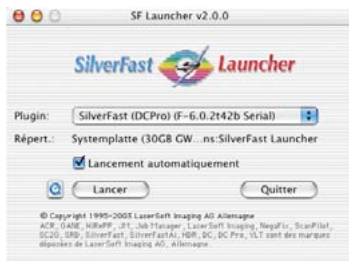 SF Launcher v2.0.0
SilverFast Launcher
Plugin: SilverFast (DCPro) (F-6.0.2t42b Serial)
Répert.: Systemplatte (30GB GW...ns:SilverFast Launcher
Lancement automatiquement
Lancer Quitter
© Copyright 1995-2003 LaserSoft Imaging AG Allemagne
ACR, GANE, HiRePP, JIT, Job Manager, LaserSoft Imaging, NegaFix, ScanPilot,
SC2G, SRD, SilverFast, SilverFastAi, HDR, DC, DC Pro, VLT sont des marques
déposées de LaserSoft Imaging AG, Allemagne.